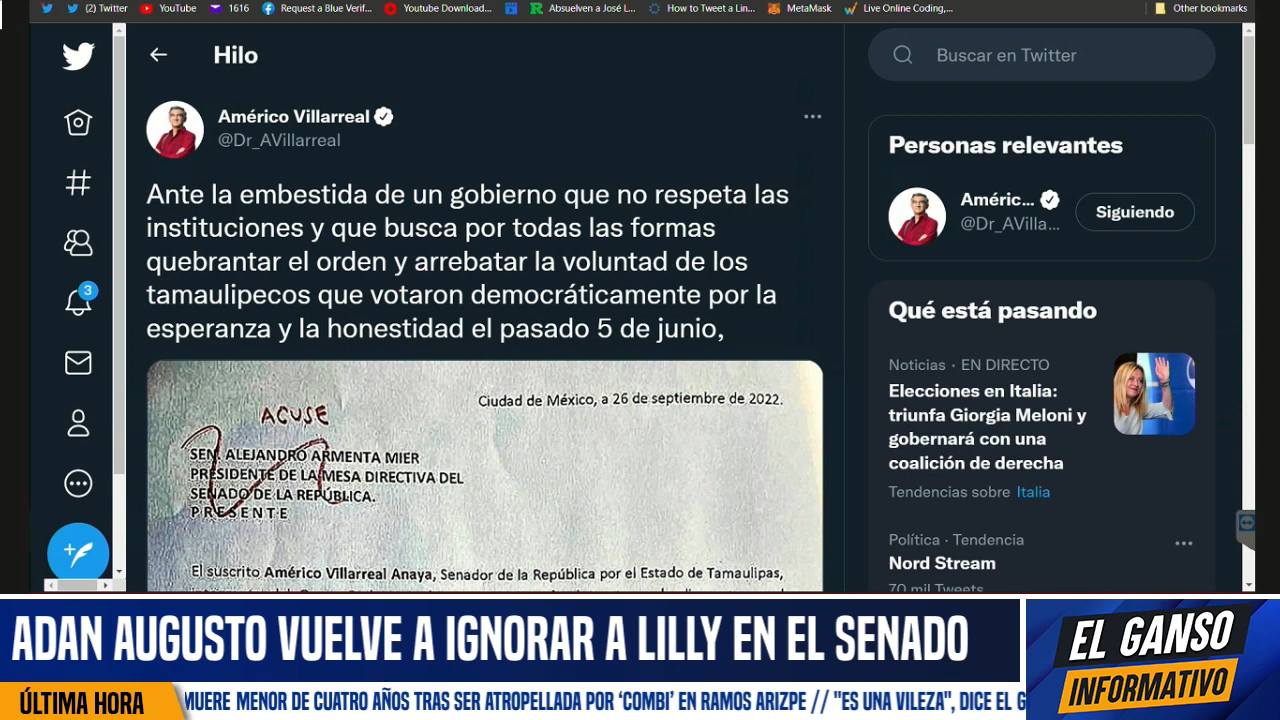 (2) Twitter
YouTube
1616
Request a Blue Verif...
Youtube Download...
Absuelven a José L...
How to Tweet a Lin...
MetaMask
Live Online Coding,...
Other bookmarks
Hilo
Buscar en Twitter
Américo Villarreal
@Dr_AVillarreal
Ante la embestida de un gobierno que no respeta las
instituciones y que busca por todas las formas
quebrantar el orden y arrebatar la voluntad de los
tamaulipecos que votaron democráticamente por la
esperanza y la honestidad el pasado 5 de junio,
ACUSE
Ciudad de México, a 26 de septiembre de 2022.
SEN. ALEJANDRO ARMENTA MIER
PRESIDENTE DE LA MESA DIRECTIVA DEL
SENADO DE LA REPÚBLICA.
P R E S E N T E
El suscrito Américo Villarreal Anaya, Senador de la República por el Estado de Tamaulipas,
3
Personas relevantes
Améric...
@Dr_AVilla...
Siguiendo
Qué está pasando
Noticias · EN DIRECTO
Elecciones en Italia:
triunfa Giorgia Meloni y
gobernará con una
coalición de derecha
Tendencias sobre Italia
Política · Tendencia
Nord Stream
70 mil Tweets
ADAN AUGUSTO VUELVE A IGNORAR A LILLY EN EL SENADO
EL GANSO
INFORMATIVO
ÚLTIMA HORA
MUERE MENOR DE CUATRO AÑOS TRAS SER ATROPELLADA POR ‘COMBI’ EN RAMOS ARIZPE // "ES UNA VILEZA", DICE EL G